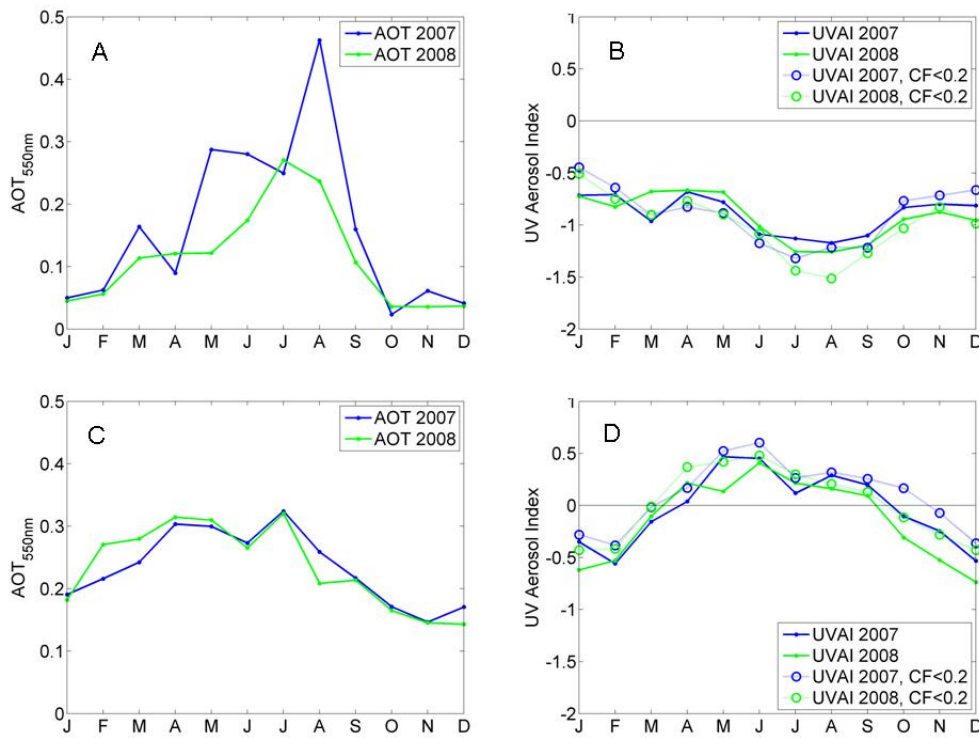 A
AOT 2007
AOT 2008
0.5
0.4
0.3
0.2
0.1
0
AOT550nm
J F M A M J J A S O N D
B
UVAI 2007
UVAI 2008
UVAI 2007, CF<0.2
UVAI 2008, CF<0.2
1
0.5
0
-0.5
-1
-1.5
-2
UV Aerosol Index
J F M A M J J A S O N D
C
AOT 2007
AOT 2008
0.5
0.4
0.3
0.2
0.1
0
AOT550nm
J F M A M J J A S O N D
D
1
0.5
0
-0.5
-1
-1.5
-2
UV Aerosol Index
UVAI 2007
UVAI 2008
UVAI 2007, CF<0.2
UVAI 2008, CF<0.2
J F M A M J J A S O N D